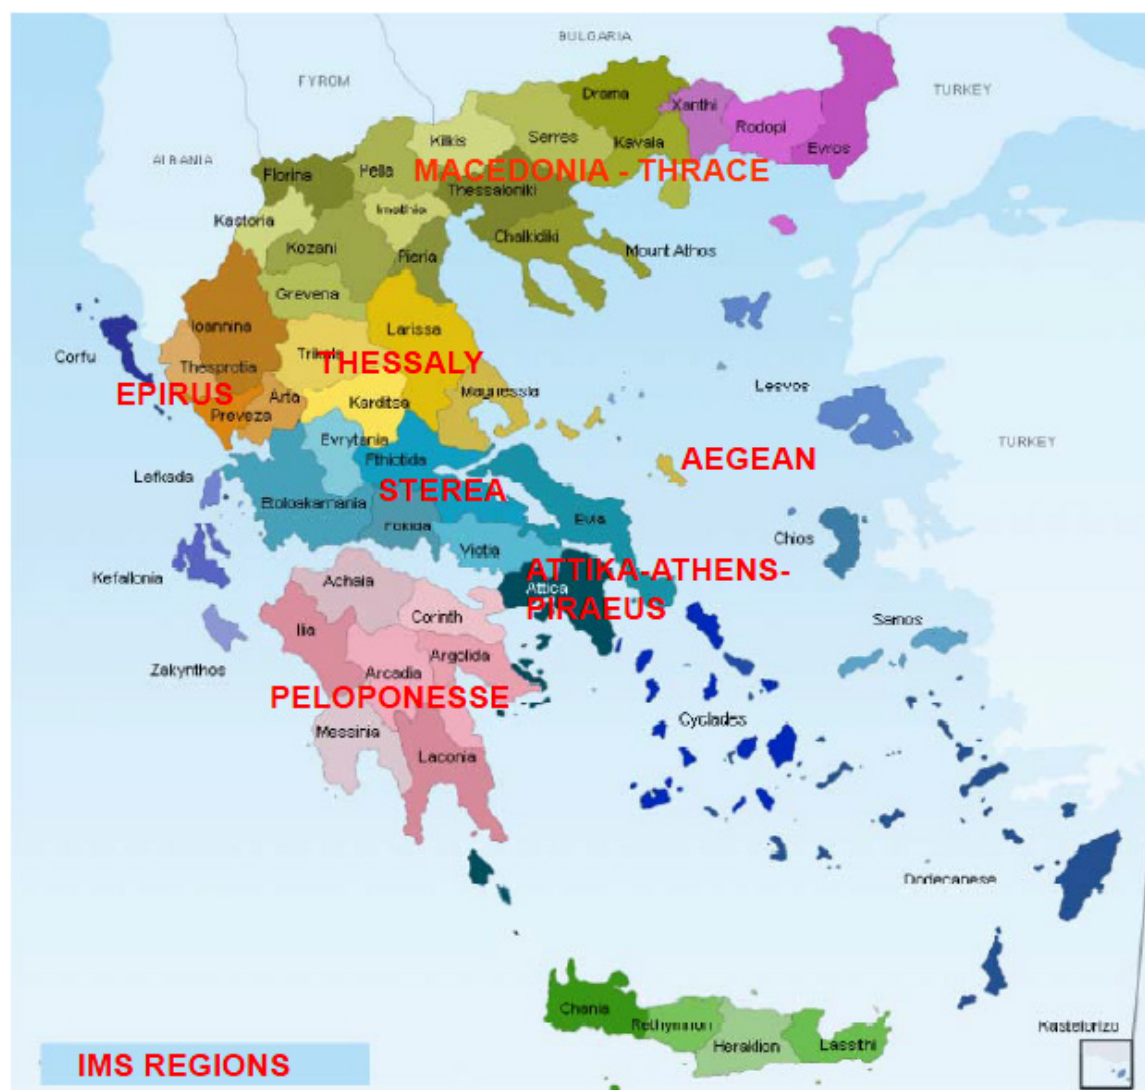 BULGARIA
FYROM
TURKEY
ALBANIA
Drama
Xanthi
Rodopi
Evros
Kilkis
Serres
Kavala
Pella
MACEDONIA - THRACE
Florina
Thessaloniki
Kastoria
Imathia
Chalkidiki
Kozani
Pieria
Mount Athos
Grevena
Ioannina
Larissa
Corfu
Trikala
THESSALY
Thesprotia
EPIRUS
Arta
Karditsa
Magnessia
Lesvos
Preveza
Evrytania
TURKEY
Fthiotida
AEGEAN
Lefkada
STEREA
Etoloakarnania
Fokida
Evia
Viotia
Chios
Kefallonia
Achaia
ATTIKA-ATHENS-
Attica
PIRAEUS
Corinth
Ilia
Samos
Zakynthos
Argolida
Arcadia
PELOPONESSE
Messinia
Cyclades
Laconia
Dodecanese
Chania
Rethymnon
Heraklion
Lassthi
Kastelorizo
IMS REGIONS